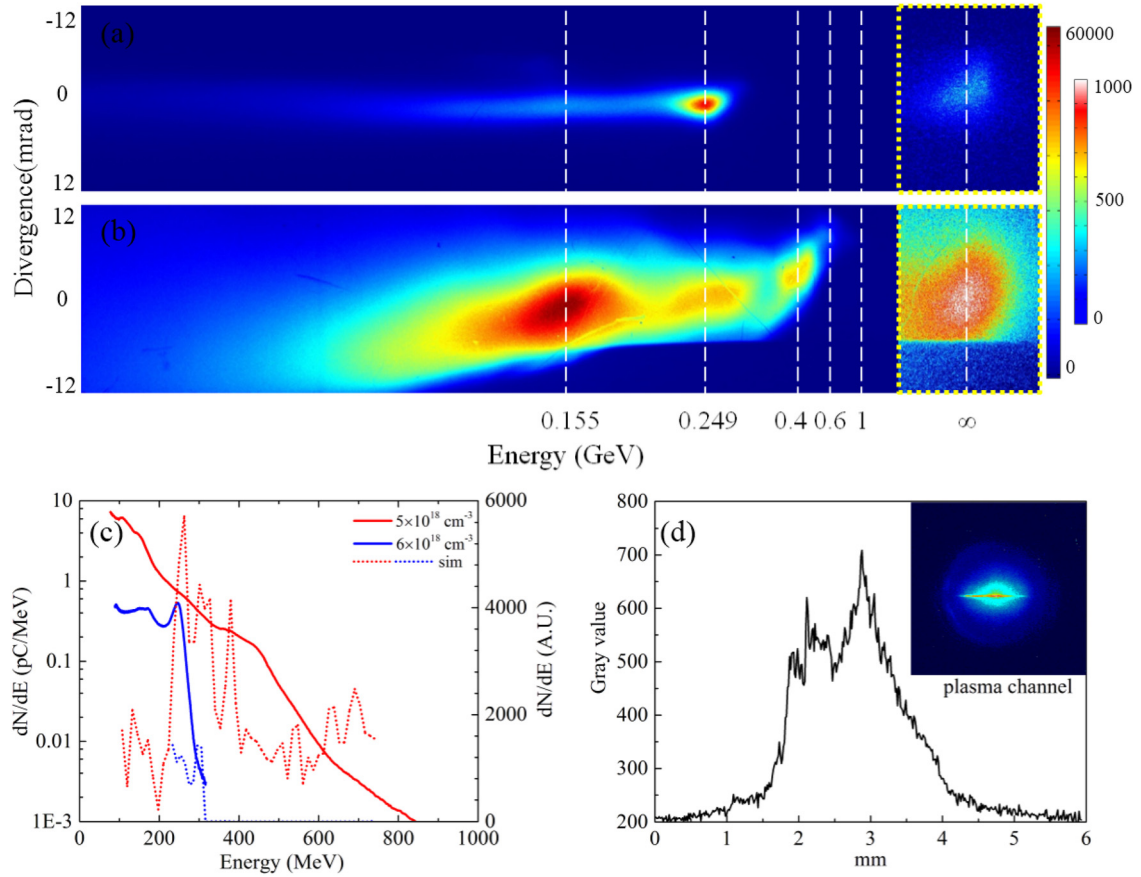 -12
(a)
0
12
Divergence(mrad)
12
(b)
0
-12
0.155 0.249 0.4 0.6 1 ∞
Energy (GeV)
60000
1000
500
0
0
10
1
0.1
0.01
1E-3
dN/dE (pC/MeV)
(c)
5×10¹⁸ cm⁻³
6×10¹⁸ cm⁻³
sim
6000
4000
2000
0
dN/dE (A.U.)
0 200 400 600 800 1000
Energy (MeV)
800
700
600
500
400
300
200
Gray value
(d)
plasma channel
0 1 2 3 4 5 6
mm